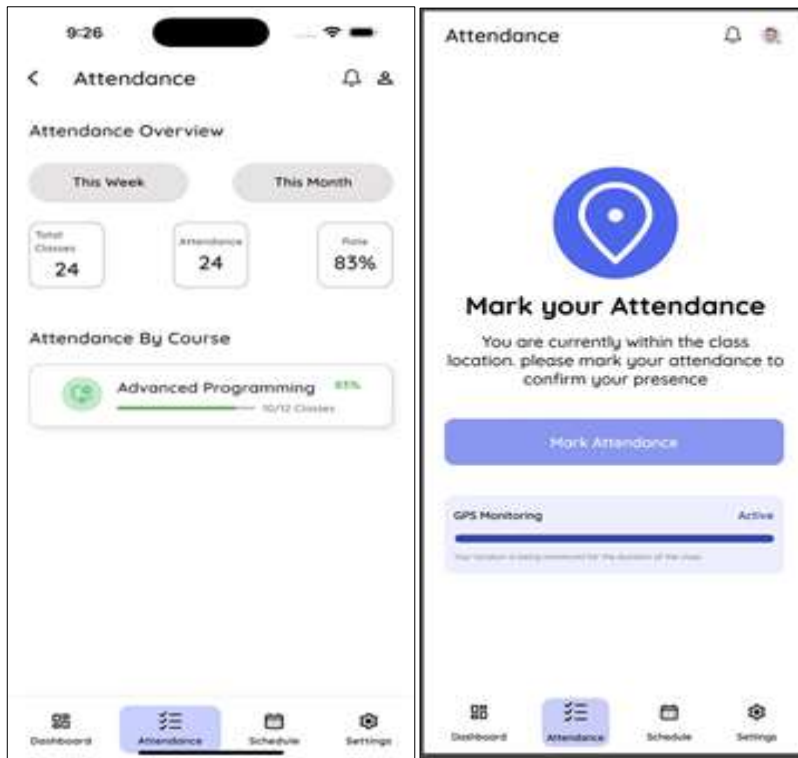 9:26
Attendance
Attendance Overview
This Week
This Month
Total
Classes
24
Attendance
24
Rate
83%
Attendance By Course
Advanced Programming
83%
10/12 Classes
Dashboard
Attendance
Schedule
Settings
Attendance
Mark your Attendance
You are currently within the class
location. please mark your attendance to
confirm your presence
Mark Attendance
GPS Monitoring
Active
Your location is being monitored for the duration of the class
Dashboard
Attendance
Schedule
Settings